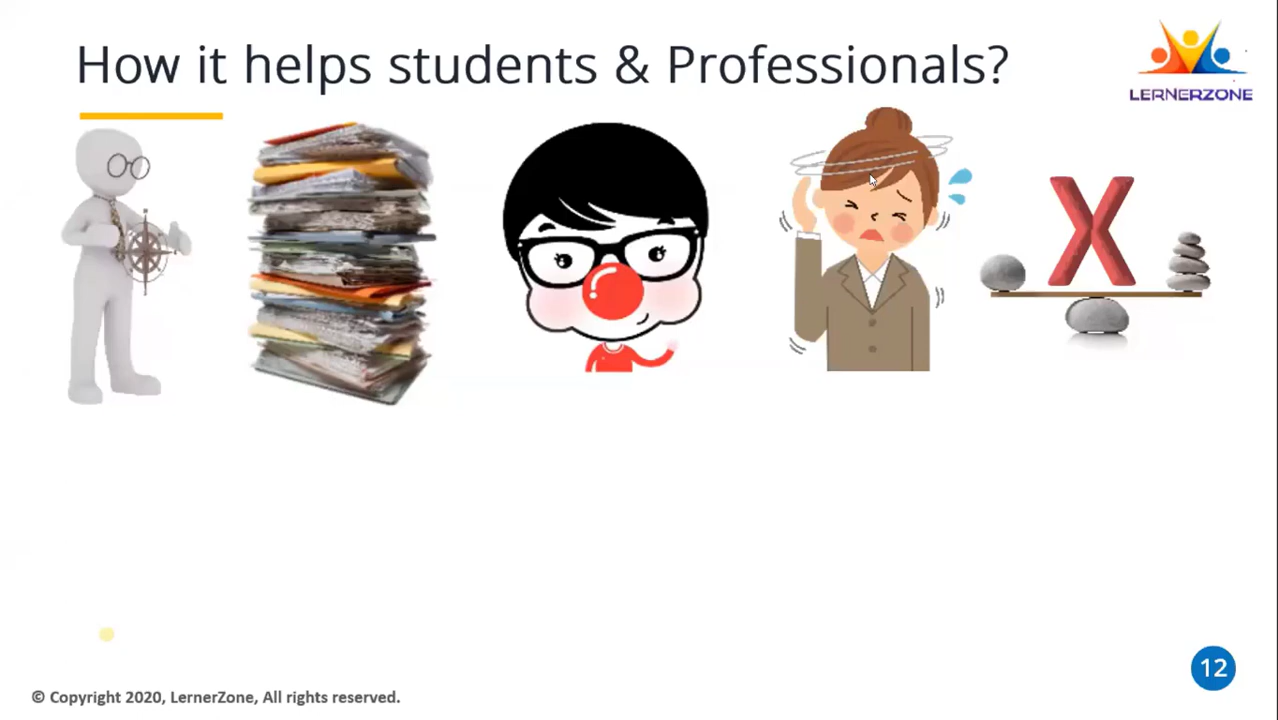 How it helps students & Professionals?
LERNERZONE
X
12
© Copyright 2020, LernerZone, All rights reserved.